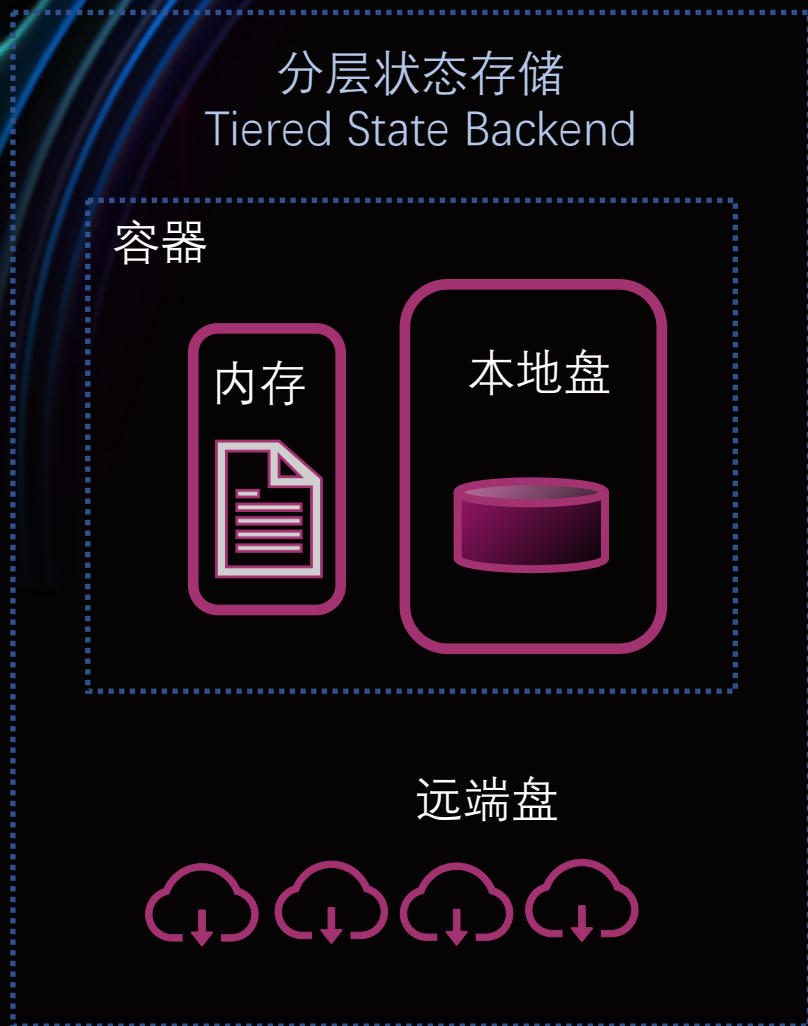 分层状态存储
Tiered State Backend
容器
内存
本地盘
远端盘